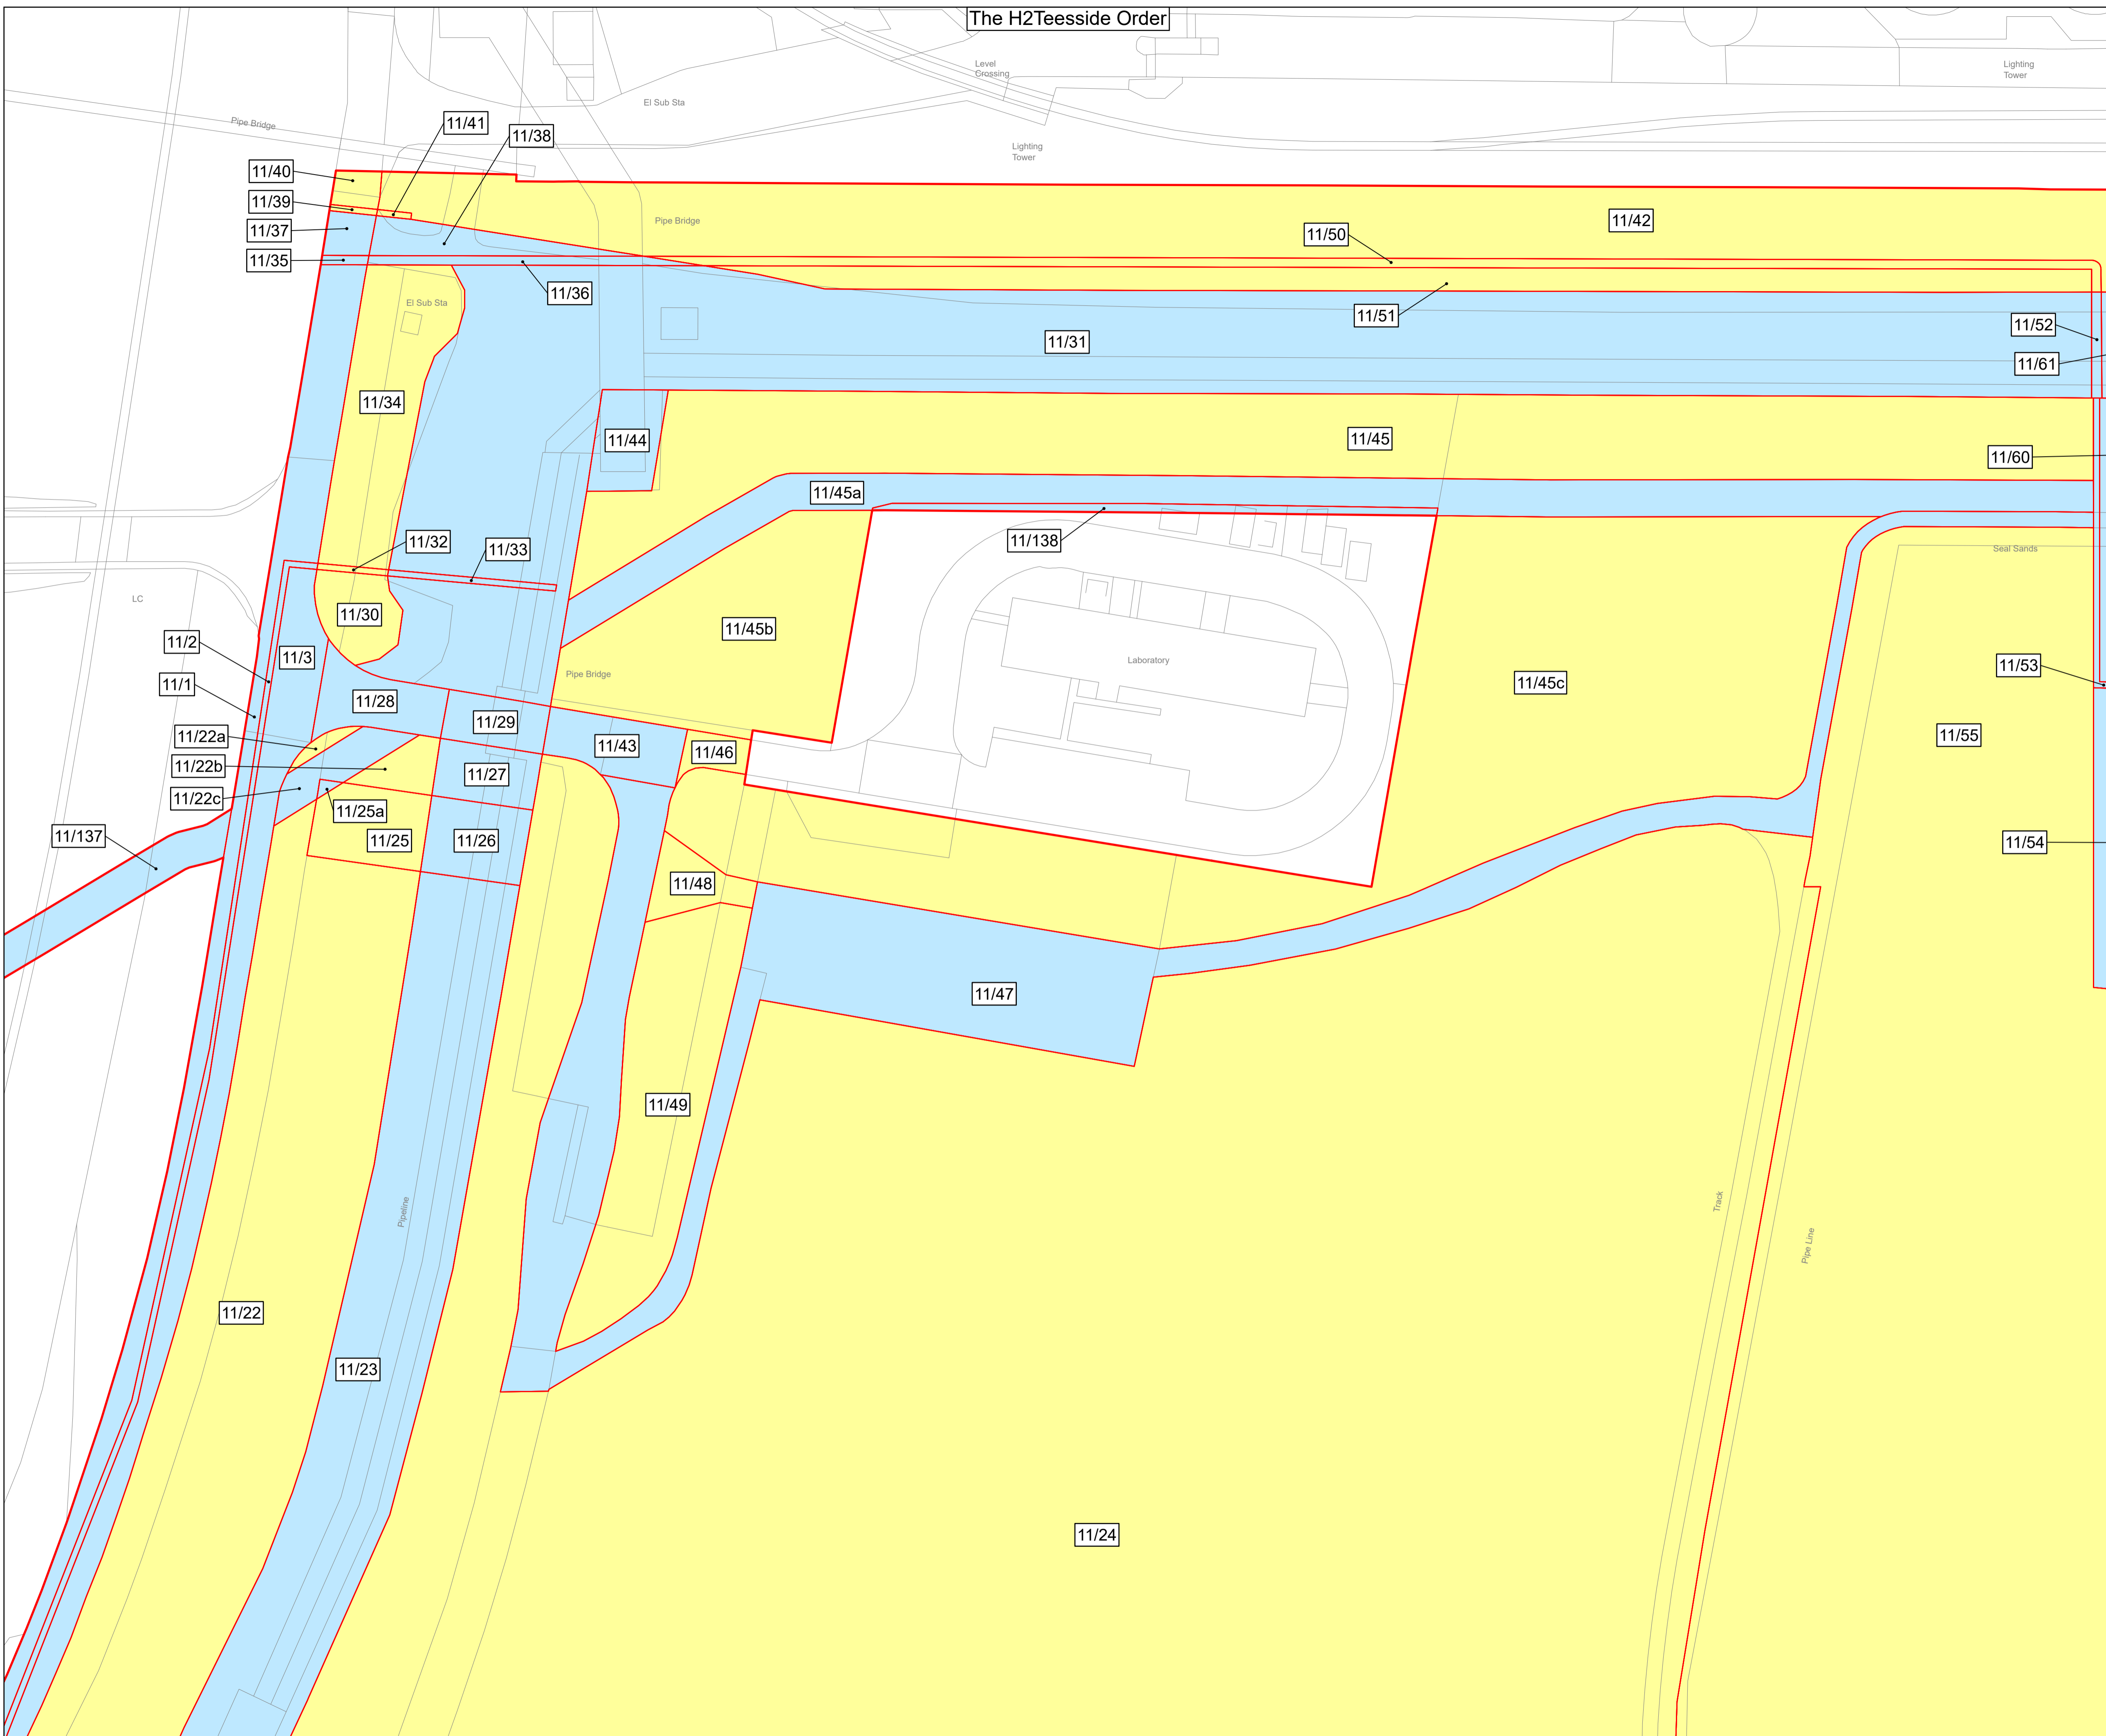 The H2Teesside Order
Level
Crossing
Lighting
Tower
El Sub Sta
Pipe Bridge
11/41
11/38
Lighting
Tower
11/40
11/39
11/37
11/35
Pipe Bridge
11/42
11/50
11/36
El Sub Sta
11/51
11/52
11/31
11/61
11/34
11/44
11/45
11/60
11/45a
11/32
11/33
11/138
Seal Sands
LC
11/30
11/45b
11/2
11/3
Laboratory
11/53
11/1
Pipe Bridge
11/45c
11/28
11/29
11/22a
11/43
11/46
11/55
11/22b
11/27
11/22c
11/25a
11/137
11/25
11/26
11/54
11/48
11/47
11/49
Pipeline
Track
Pipe Line
11/22
11/23
11/24